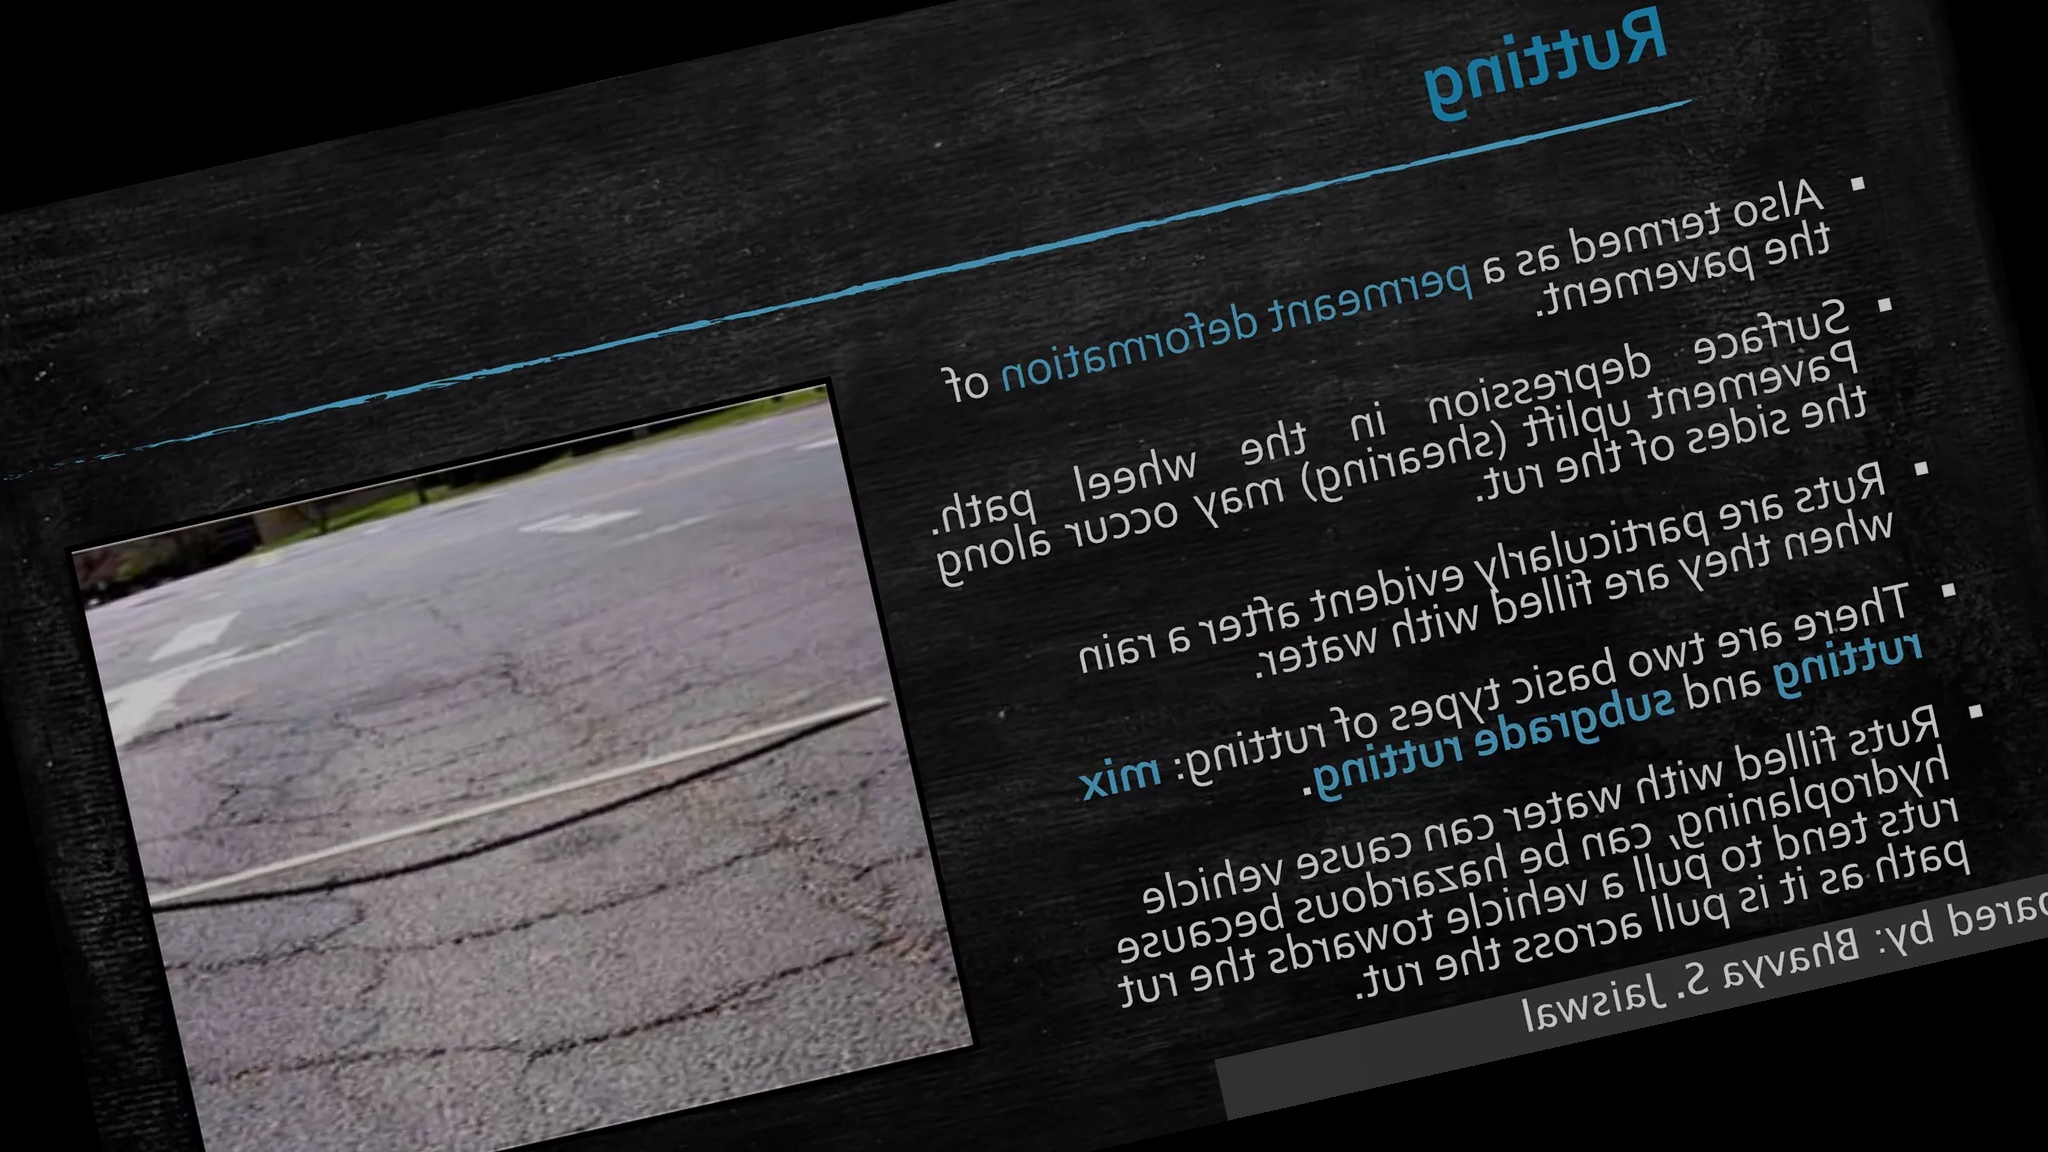 Rutting
Also termed as a permeant deformation of
the pavement.
Surface depression in the wheel path.
Pavement uplift (shearing) may occur along
the sides of the rut.
Ruts are particularly evident after a rain
when they are filled with water.
There are two basic types of rutting: mix
rutting and subgrade rutting.
Ruts filled with water can cause vehicle
hydroplaning, can be hazardous because
ruts tend to pull a vehicle towards the rut
path as it is pull across the rut.
by: Bhavya S. Jaiswal